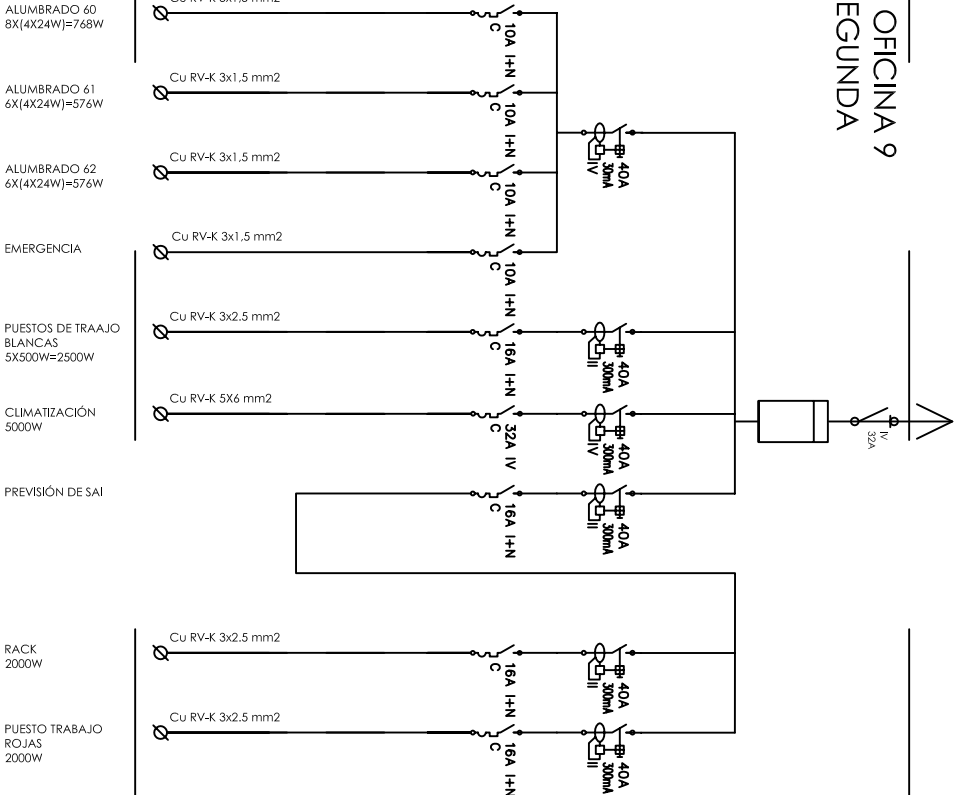 OFICINA 9
EGUNDA
ALUMBRADO 60
8X(4X24W)=768W
10A I+N
C
ALUMBRADO 61
6X(4X24W)=576W
Cu RV-K 3x1,5 mm2
10A I+N
C
40A
30mA
IV
ALUMBRADO 62
6X(4X24W)=576W
Cu RV-K 3x1,5 mm2
10A I+N
C
EMERGENCIA
Cu RV-K 3x1,5 mm2
10A I+N
C
PUESTOS DE TRAAJO
BLANCAS
5X500W=2500W
Cu RV-K 3x2.5 mm2
16A I+N
C
40A
300mA
II
CLIMATIZACIÓN
5000W
Cu RV-K 5X6 mm2
32A IV
C
40A
300mA
IV
IV
32A
PREVISIÓN DE SAI
16A I+N
C
40A
300mA
II
RACK
2000W
Cu RV-K 3x2.5 mm2
16A I+N
C
40A
300mA
II
PUESTO TRABAJO
ROJAS
2000W
Cu RV-K 3x2.5 mm2
16A I+N
C
40A
300mA
II